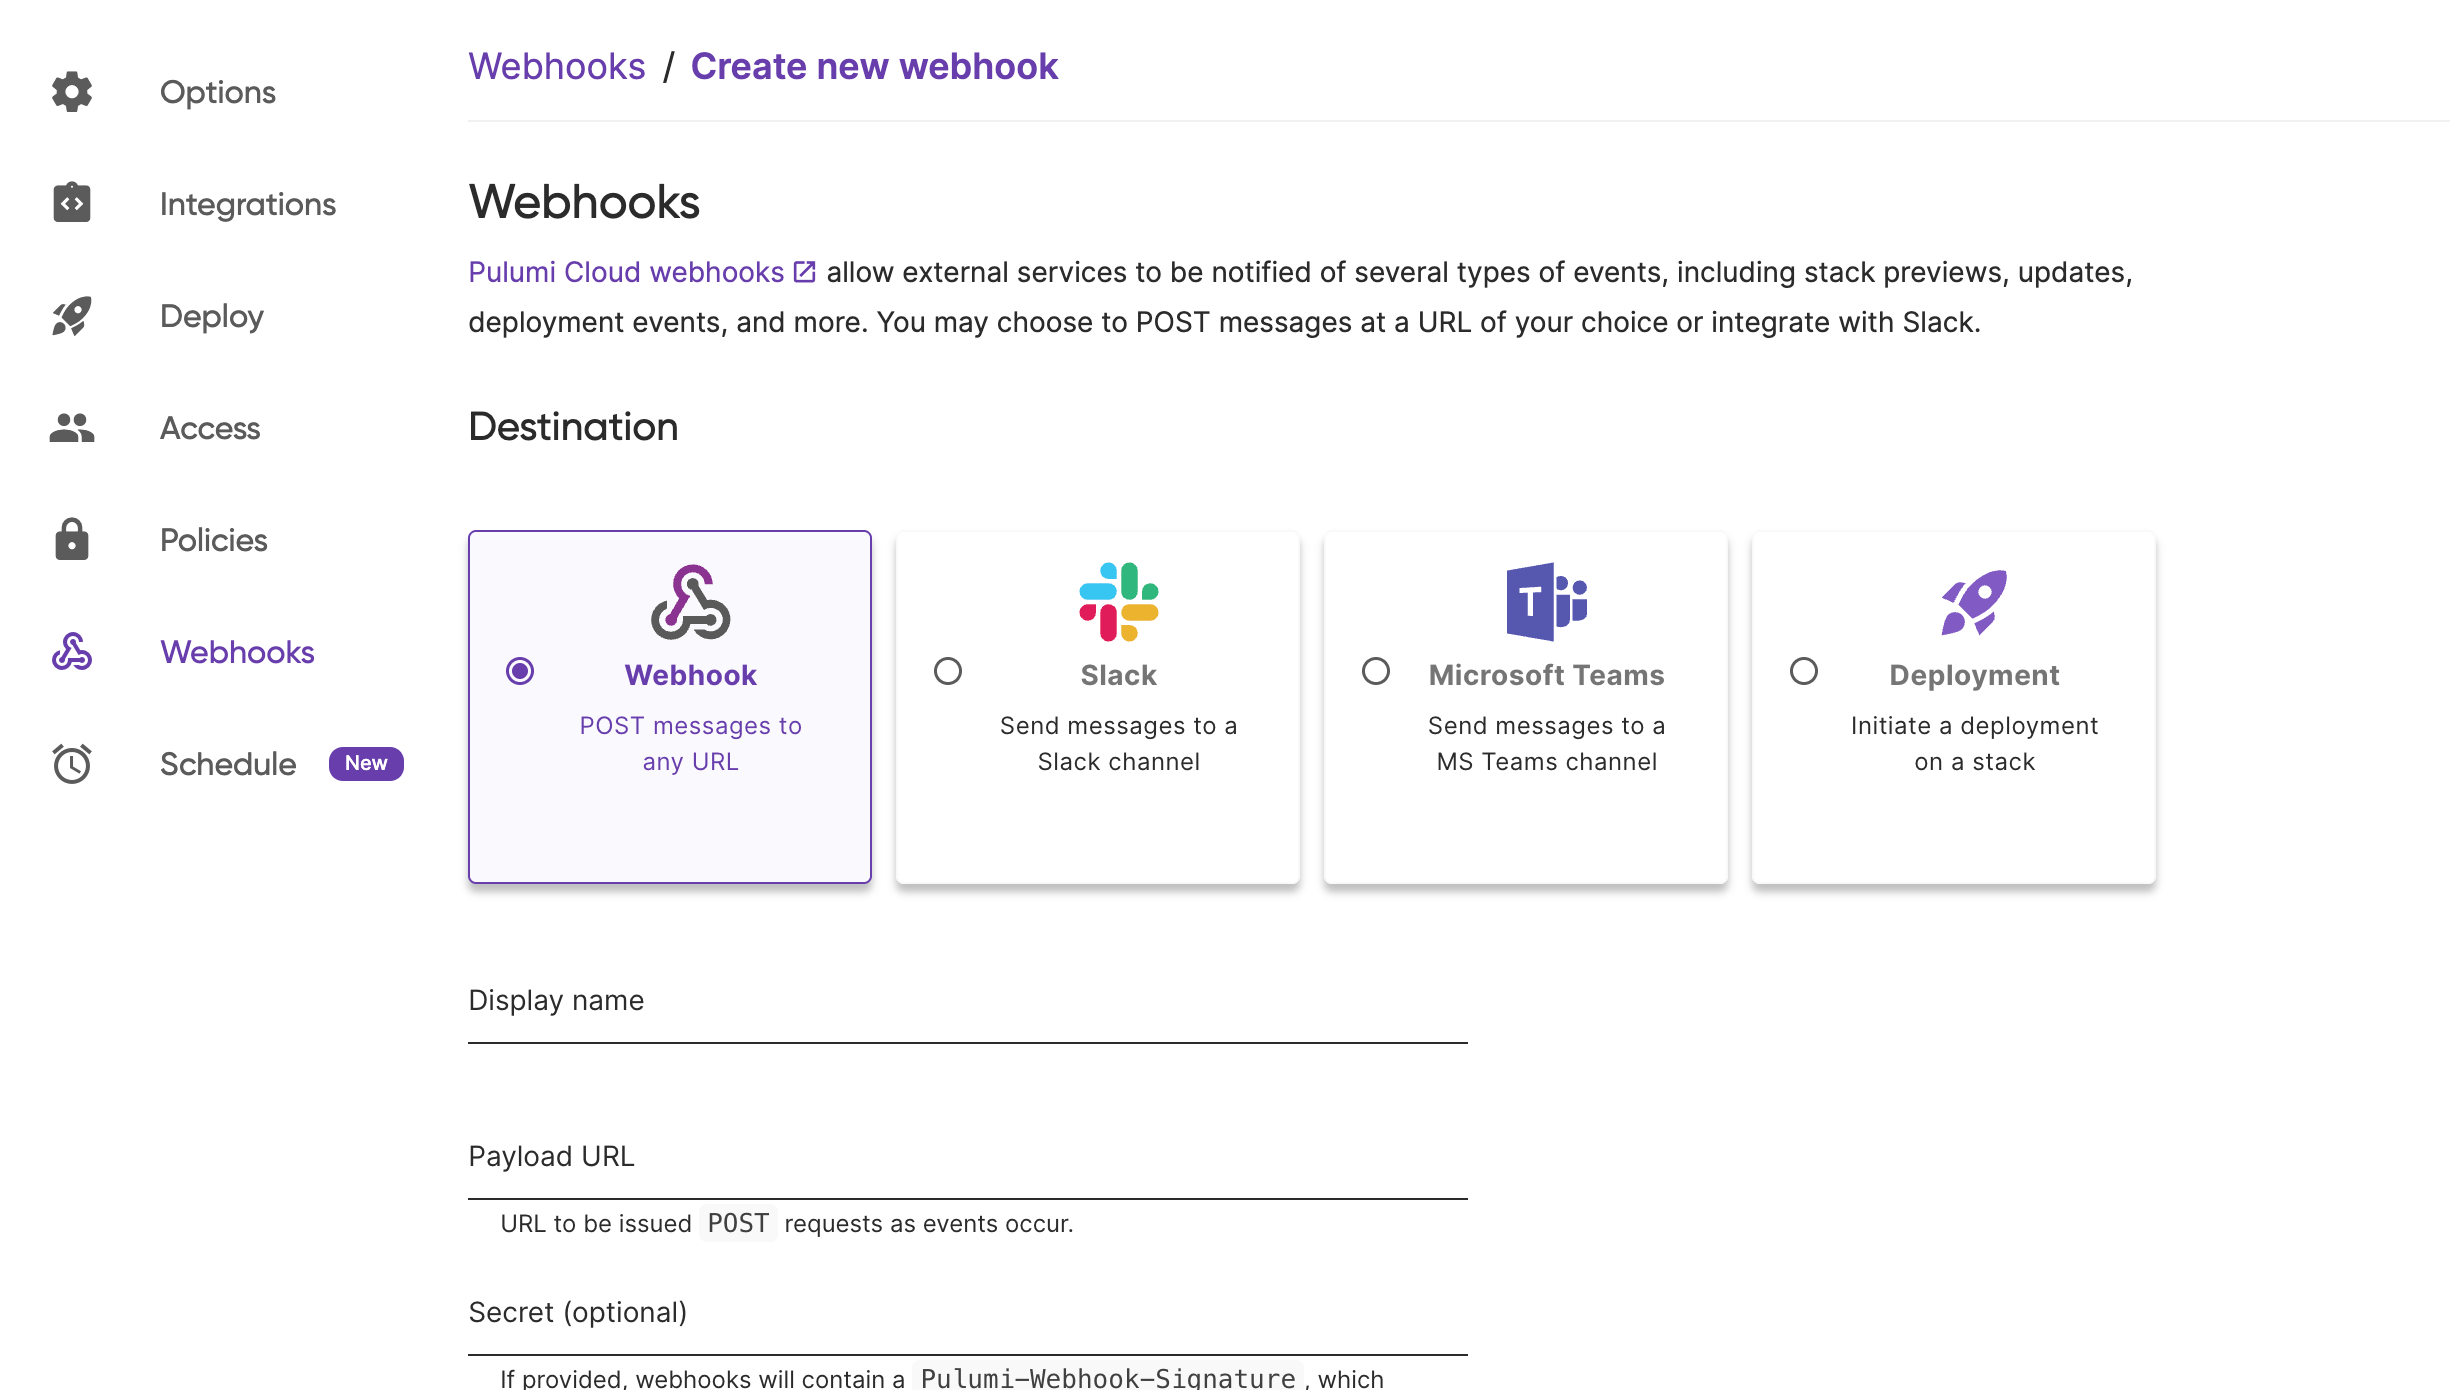 Options
Integrations
Deploy
Access
Policies
Webhooks
Schedule New
Webhooks / Create new webhook
Webhooks
Pulumi Cloud webhooks allow external services to be notified of several types of events, including stack previews, updates,
deployment events, and more. You may choose to POST messages at a URL of your choice or integrate with Slack.
Destination
Webhook
POST messages to
any URL
Slack
Send messages to a
Slack channel
T
Microsoft Teams
Send messages to a
MS Teams channel
Deployment
Initiate a deployment
on a stack
Display name
Payload URL
URL to be issued POST requests as events occur.
Secret (optional)
If provided, webhooks will contain a Pulumi-Webhook-Signature, which